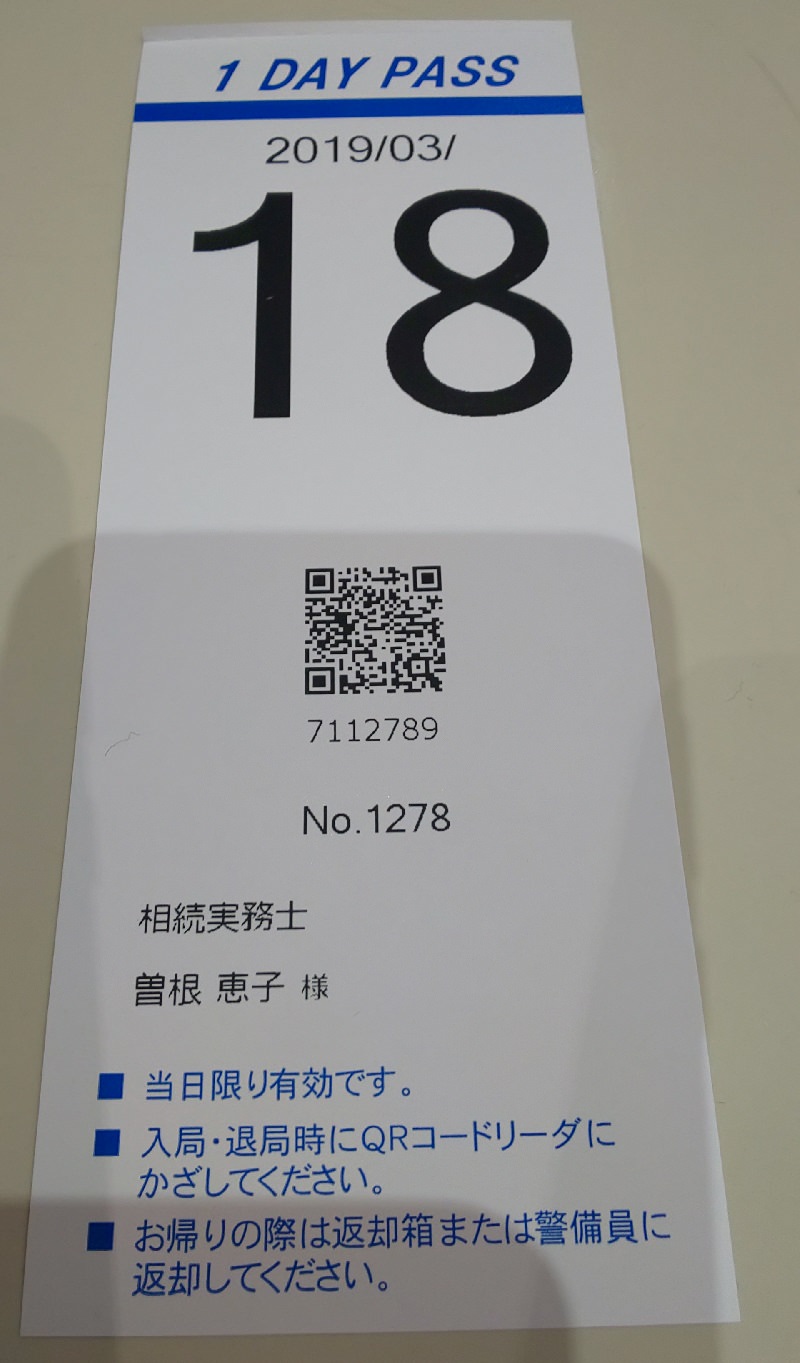 1 DAY PASS
2019/03/
18
7112789
No.1278
相続実務士
曽根 恵子 様
■ 当日限り有効です。
■ 入局・退局時にQRコードリーダに
かざしてください。
■ お帰りの際は返却箱または警備員に
返却してください。